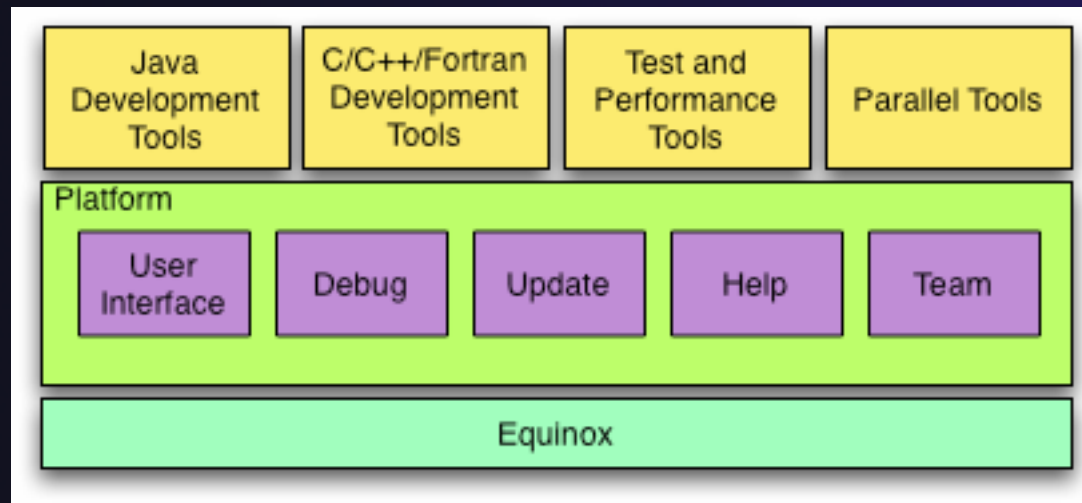 Java
Development
Tools
C/C++/Fortran
Development
Tools
Test and
Performance
Tools
Parallel Tools
Platform
User
Interface
Debug
Update
Help
Team
Equinox